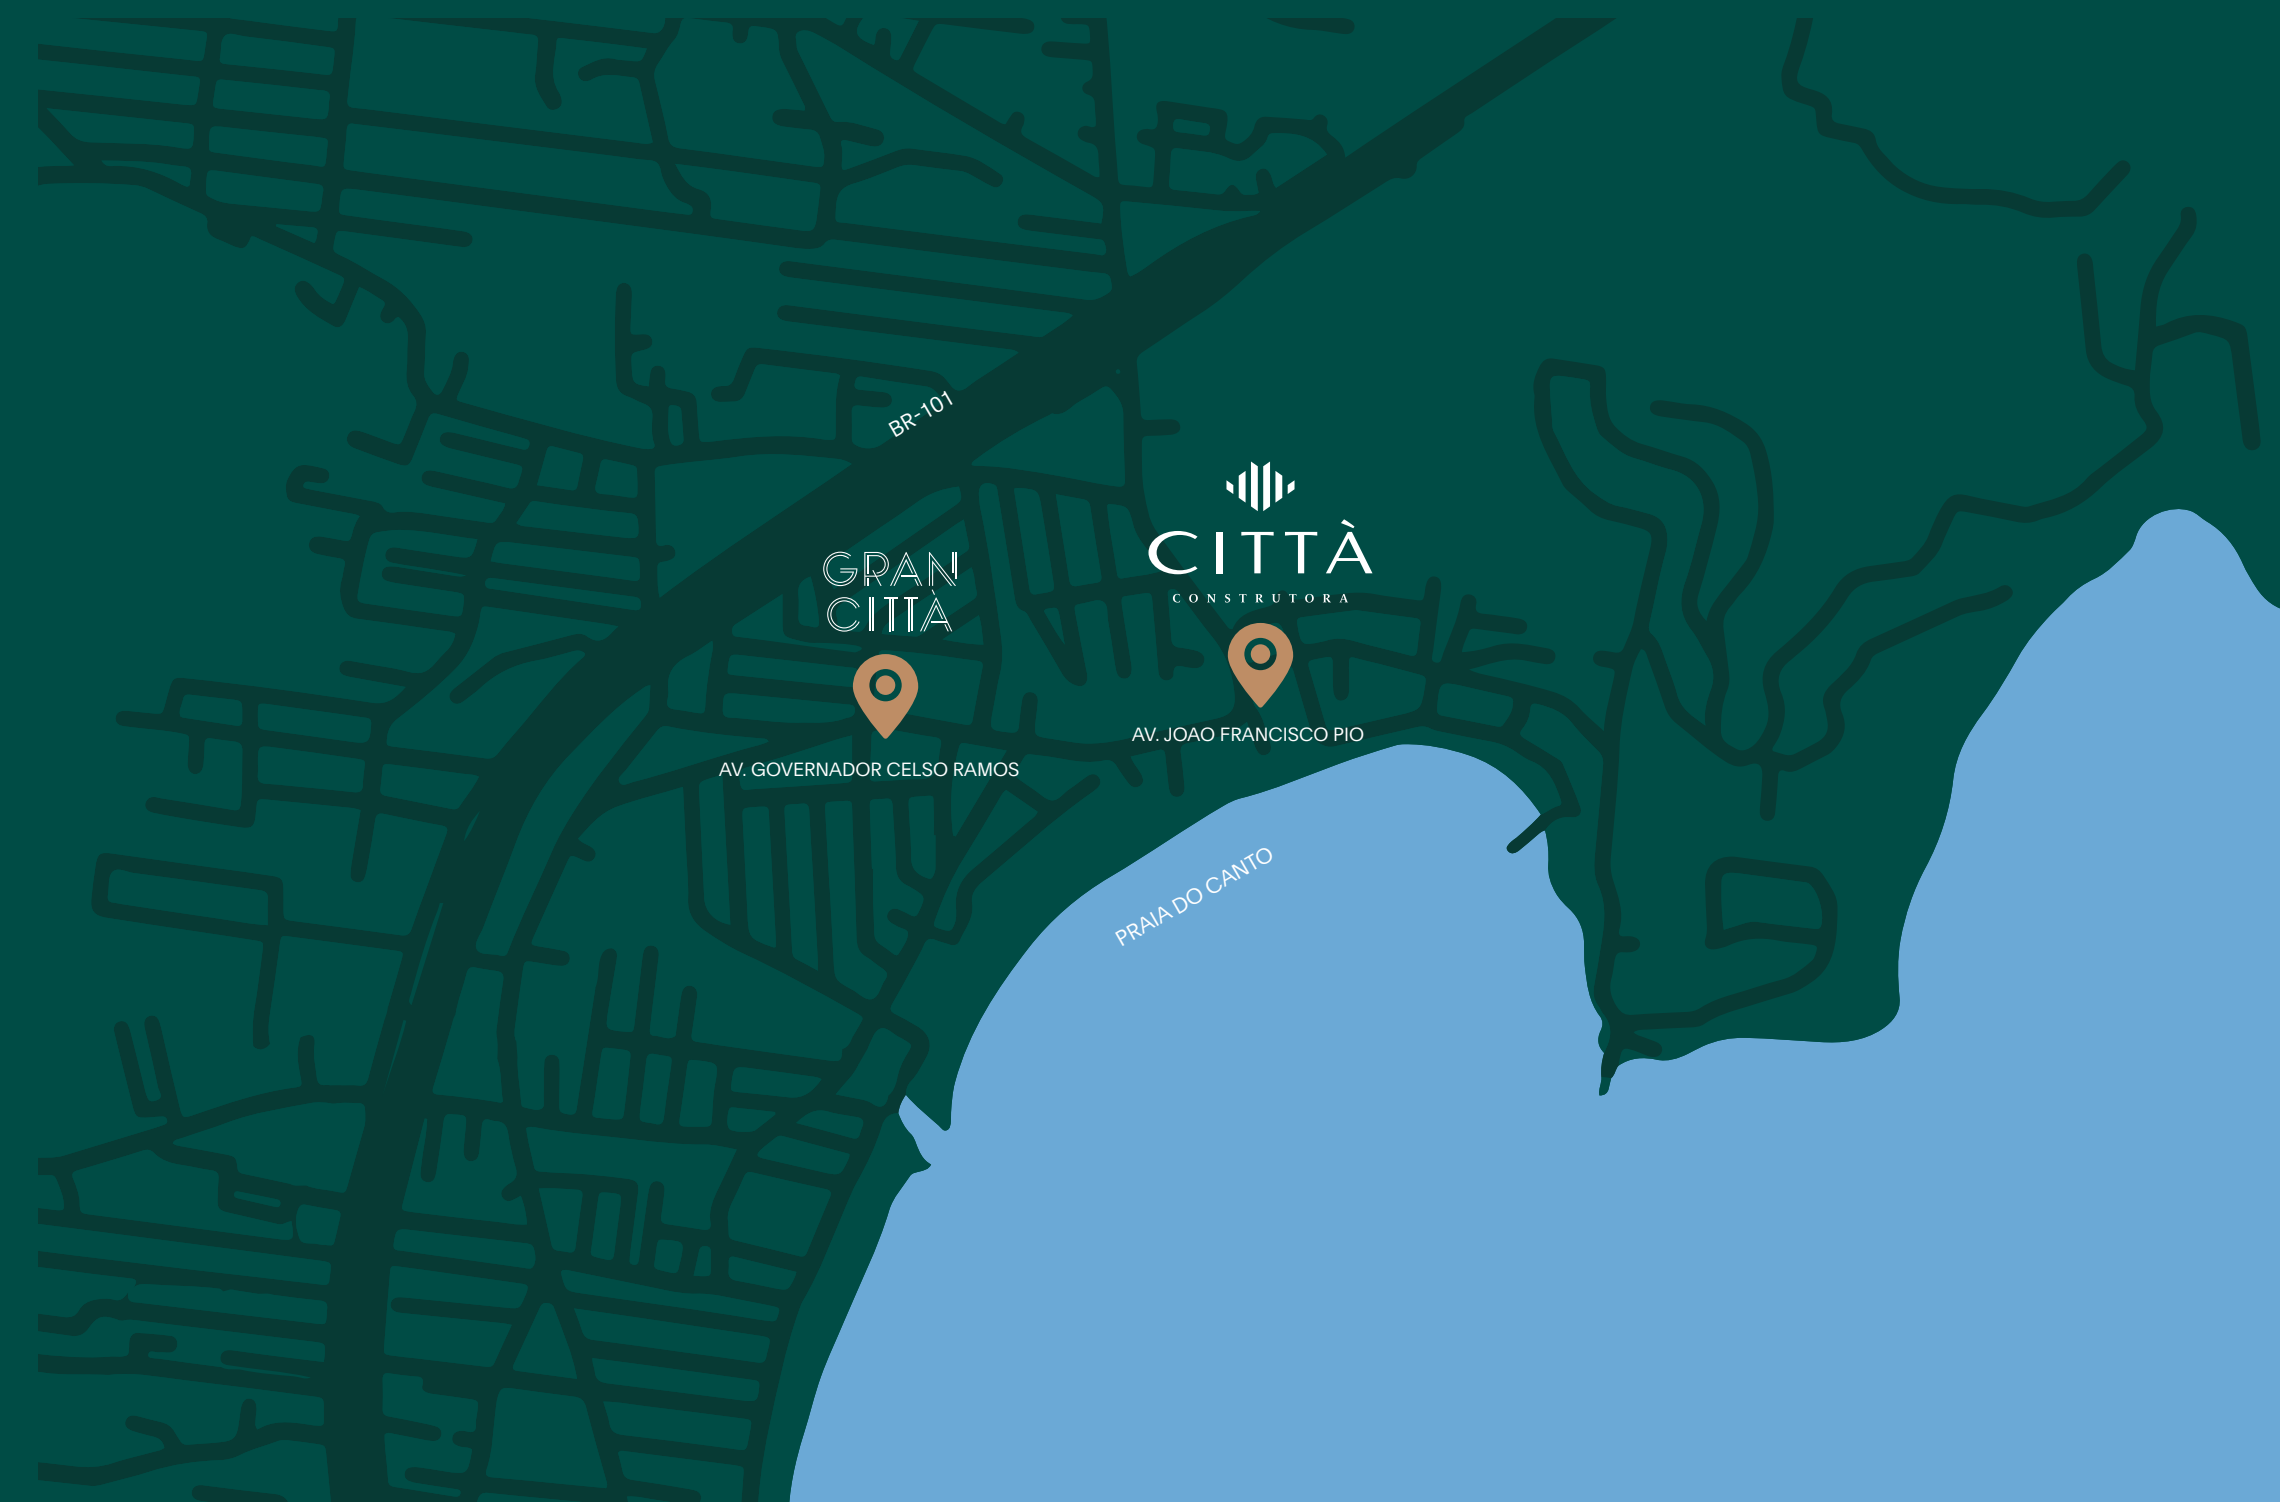 BR-101
CITTÀ
CONSTRUTORA
GRAN
CITTÀ
AV. JOAO FRANCISCO PIO
AV. GOVERNADOR CELSO RAMOS
PRAIA DO CANTO